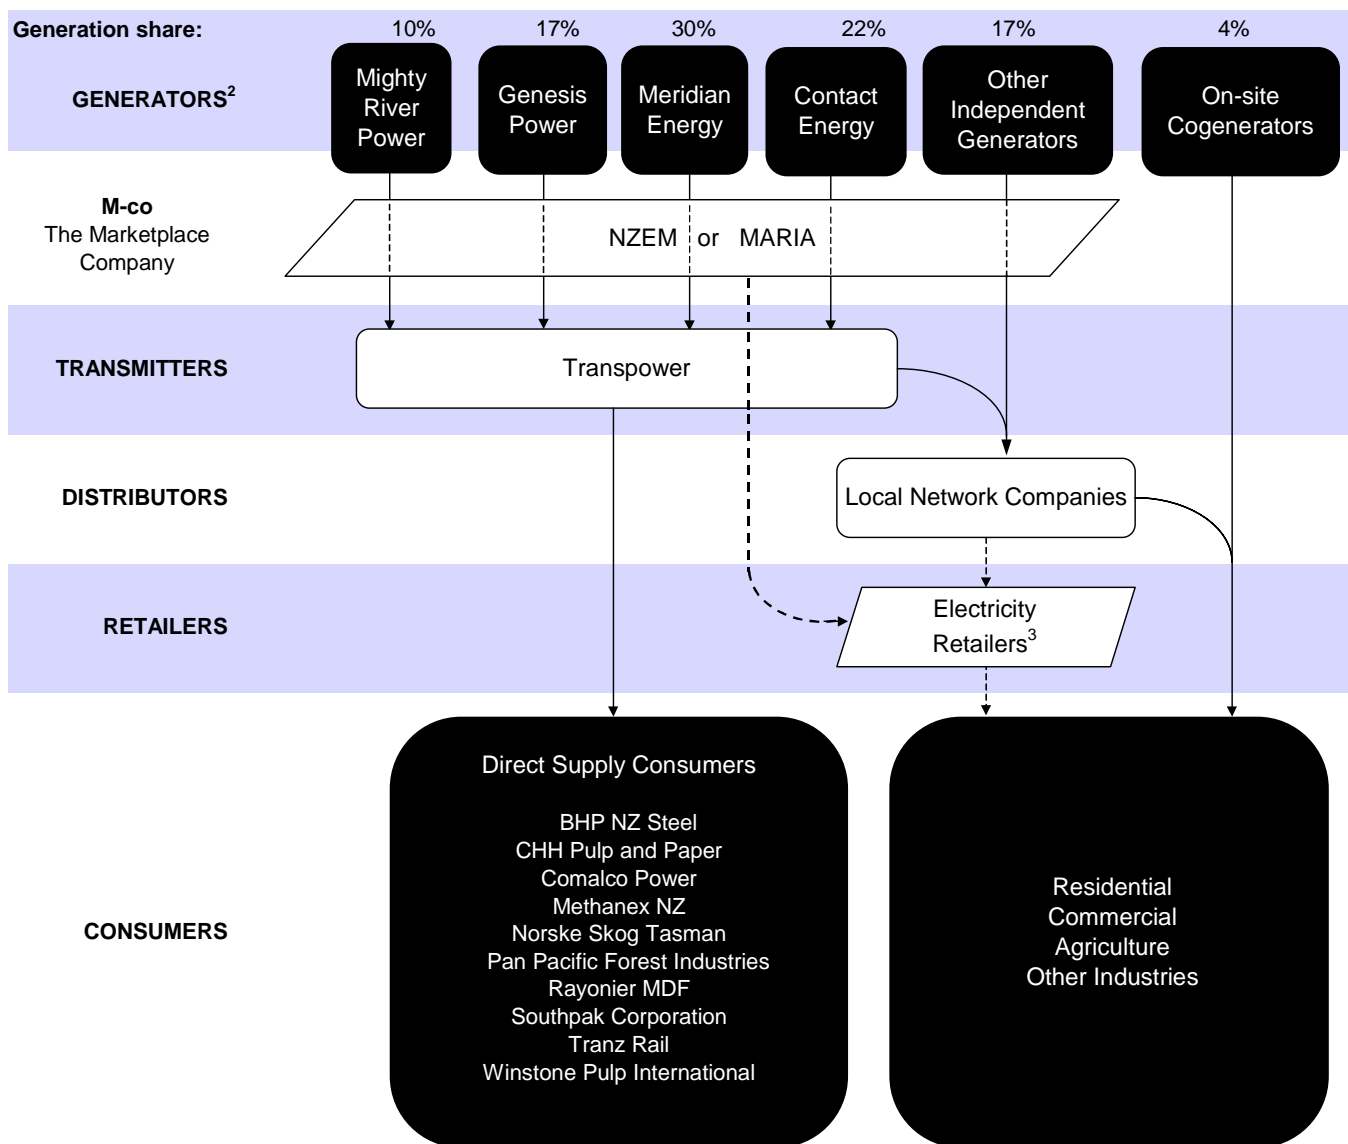 Generation share: 10% 17% 30% 22% 17% 4%
GENERATORS²
Mighty
River
Power
Genesis
Power
Meridian
Energy
Contact
Energy
Other
Independent
Generators
On-site
Cogenerators
M-co
The Marketplace
Company
NZEM or MARIA
TRANSMITTERS
Transpower
DISTRIBUTORS
Local Network Companies
RETAILERS
Electricity
Retailers³
CONSUMERS
Direct Supply Consumers
BHP NZ Steel
CHH Pulp and Paper
Comalco Power
Methanex NZ
Norske Skog Tasman
Pan Pacific Forest Industries
Rayonier MDF
Southpak Corporation
Tranz Rail
Winstone Pulp International
Residential
Commercial
Agriculture
Other Industries